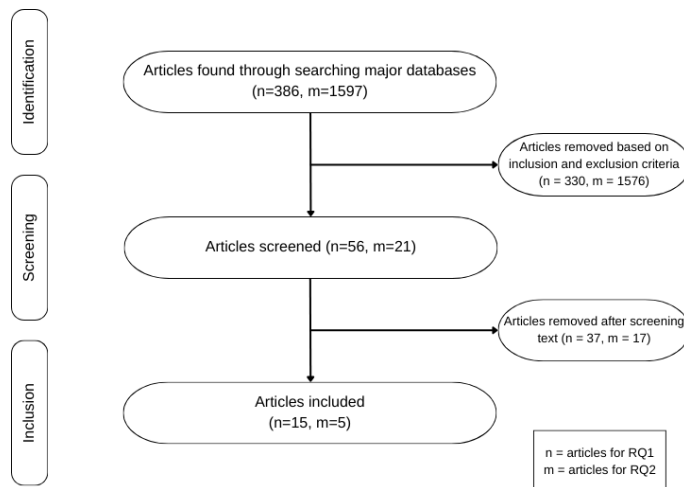 Identification
Articles found through searching major databases
(n=386, m=1597)
Articles removed based on
inclusion and exclusion criteria
(n = 330, m = 1576)
Screening
Articles screened (n=56, m=21)
Articles removed after screening
text (n = 37, m = 17)
Inclusion
Articles included
(n=15, m=5)
n = articles for RQ1
m = articles for RQ2